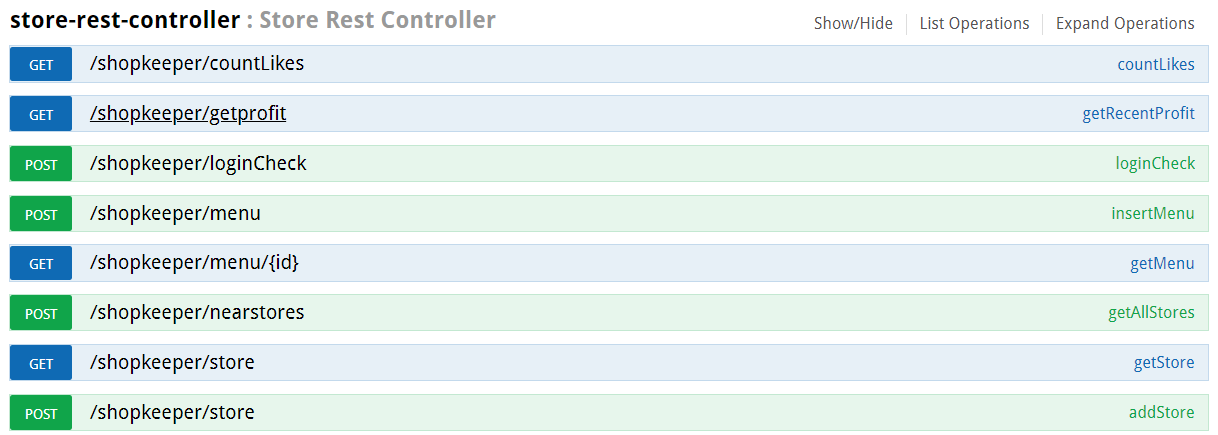 store-rest-controller : Store Rest Controller Show/Hide List Operations Expand Operations
GET /shopkeeper/countLikes countLikes
GET /shopkeeper/getprofit getRecentProfit
POST /shopkeeper/loginCheck loginCheck
POST /shopkeeper/menu insertMenu
GET /shopkeeper/menu/{id} getMenu
POST /shopkeeper/nearstores getAllStores
GET /shopkeeper/store getStore
POST /shopkeeper/store addStore